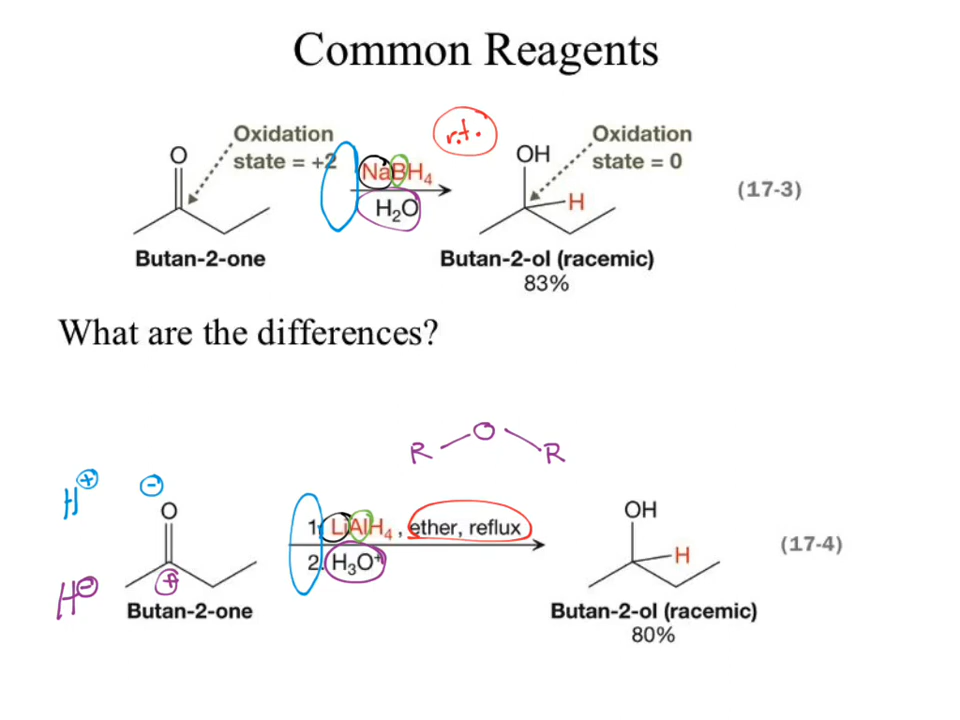 Common Reagents
Oxidation
state = +2
r.t.
Oxidation
state = 0
O
NaBH₄
H₂O
OH
H
(17-3)
Butan-2-one
Butan-2-ol (racemic)
83%
What are the differences?
R O R
H⊕
⊖
O
1. LiAlH₄ , ether, reflux
2. H₃O⁺
OH
H
(17-4)
H⊖
⊕
Butan-2-one
Butan-2-ol (racemic)
80%